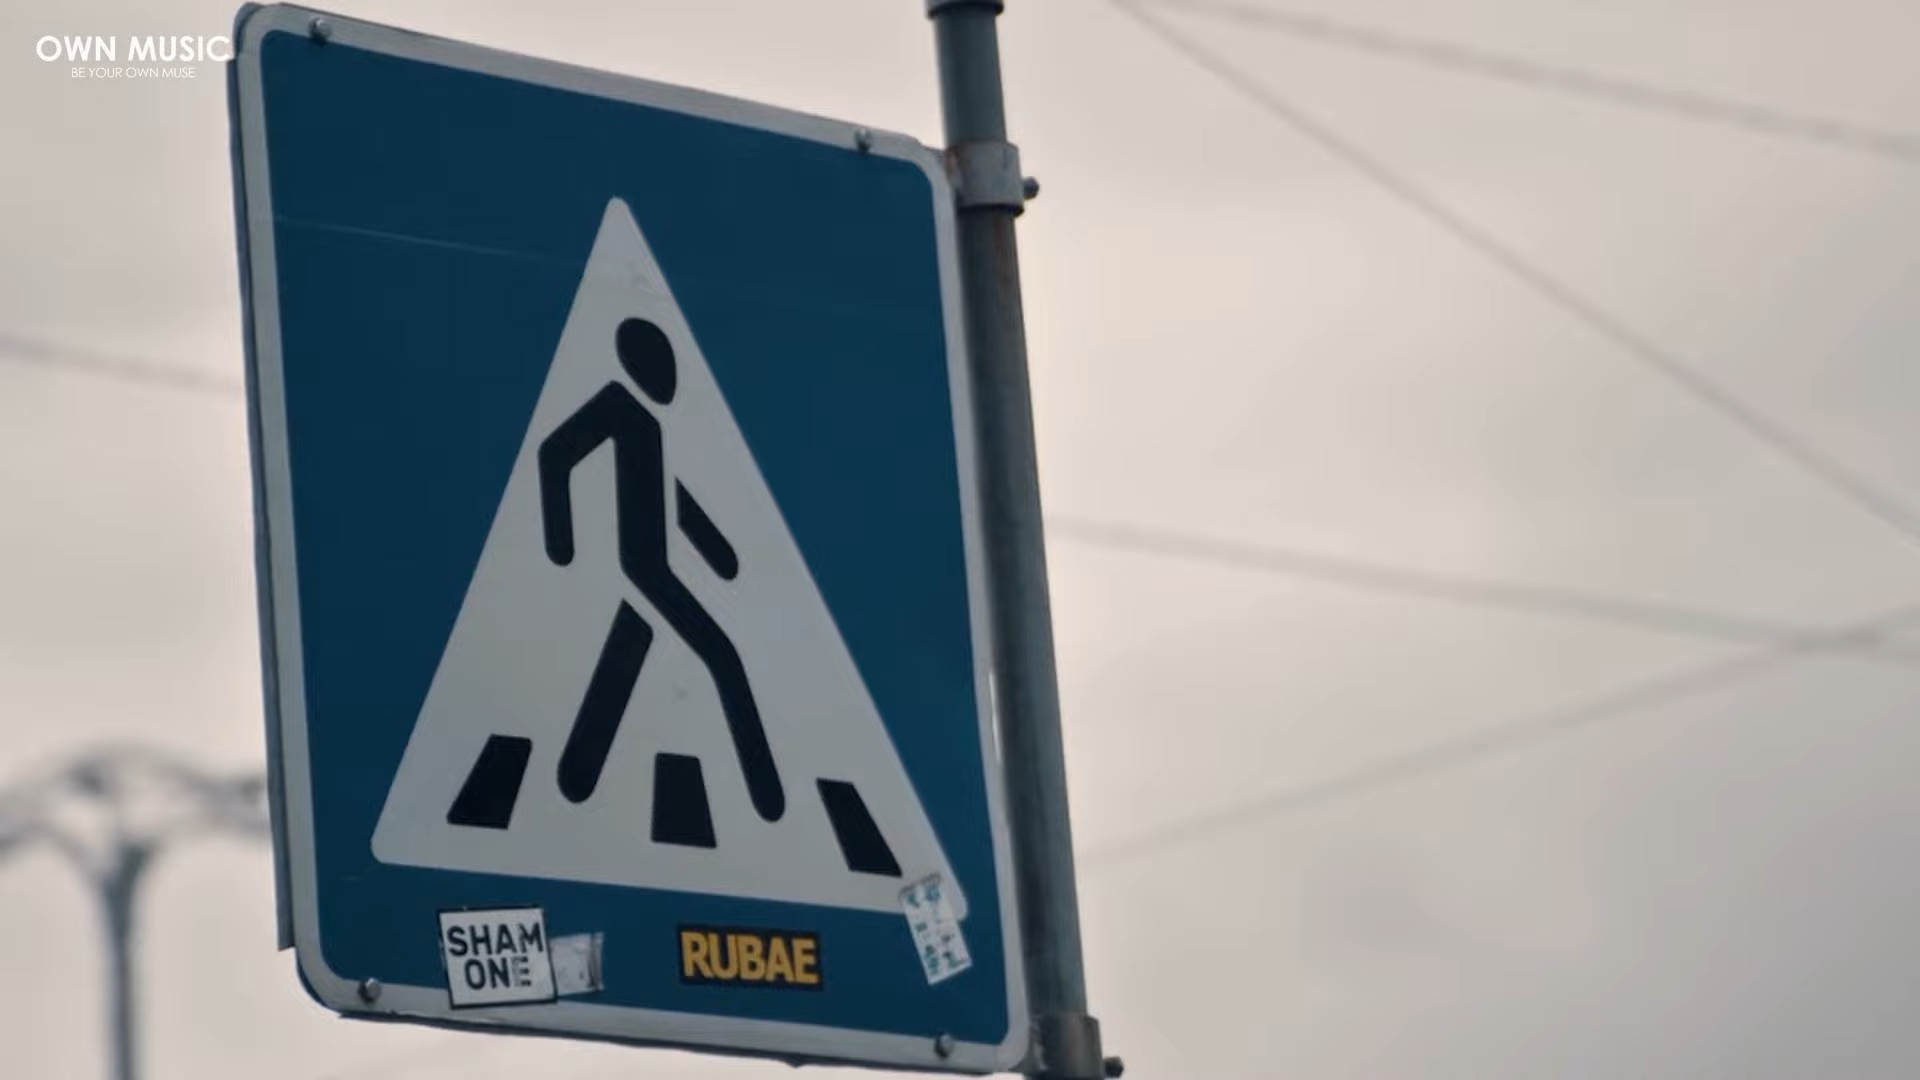 OWN MUSIC
BE YOUR OWN MUSE
SHAM
ONE
RUBAE